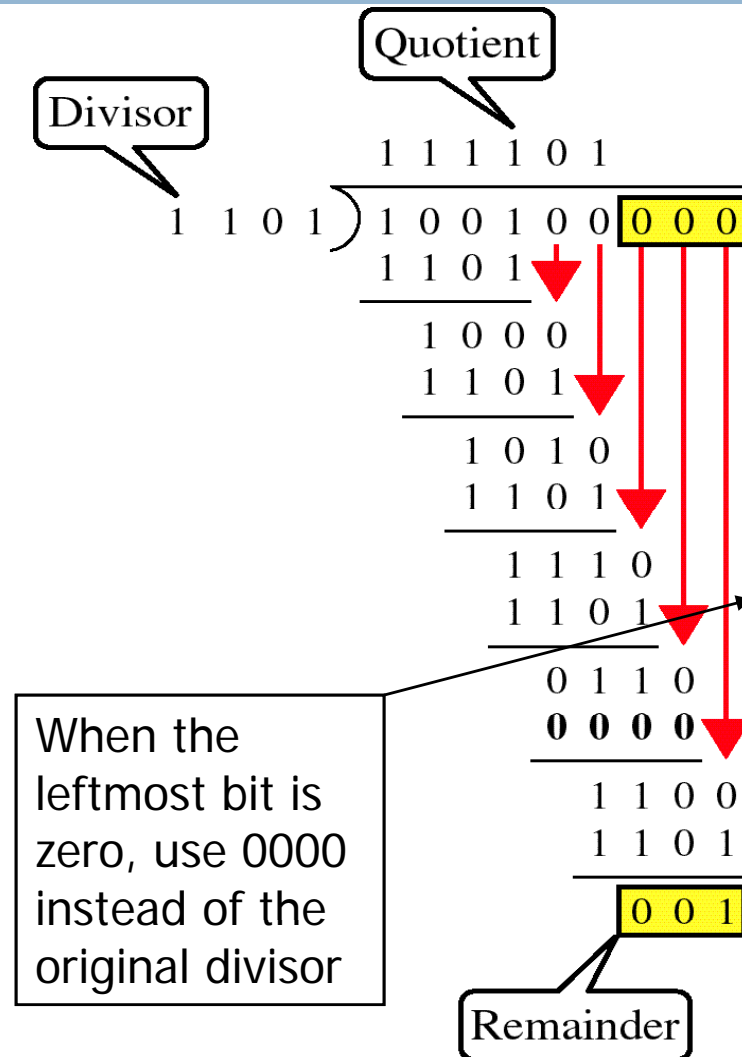 Quotient
Divisor
1 1 1 1 0 1
1 1 0 1 ) 1 0 0 1 0 0 0 0 0
1 1 0 1
1 0 0 0
1 1 0 1
1 0 1 0
1 1 0 1
1 1 1 0
1 1 0 1
0 1 1 0
0 0 0 0
1 1 0 0
1 1 0 1
0 0 1
When the
leftmost bit is
zero, use 0000
instead of the
original divisor
Remainder